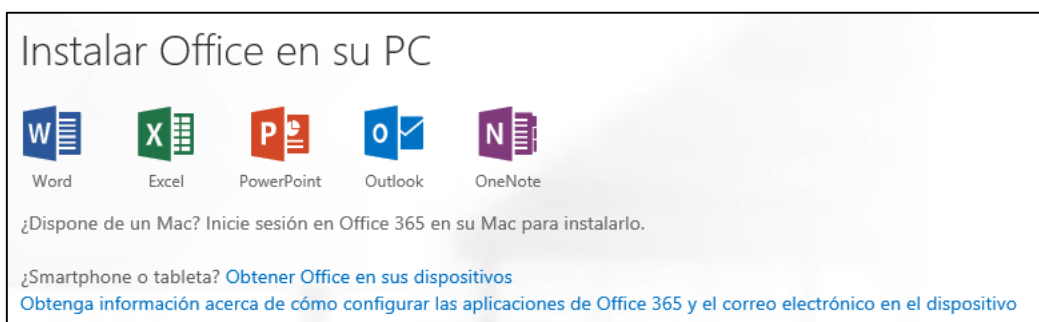 Instalar Office en su PC
W X P O N
Word Excel PowerPoint Outlook OneNote
¿Dispone de un Mac? Inicie sesión en Office 365 en su Mac para instalarlo.
¿Smartphone o tableta? Obtener Office en sus dispositivos
Obtenga información acerca de cómo configurar las aplicaciones de Office 365 y el correo electrónico en el dispositivo